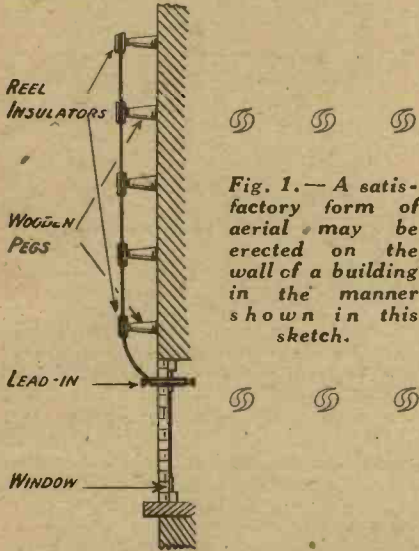 REEL
INSULATORS
WOODEN
PEGS
LEAD-IN
WINDOW
Fig. 1.—A satis-
factory form of
aerial may be
erected on the
wall of a building
in the manner
shown in this
sketch.